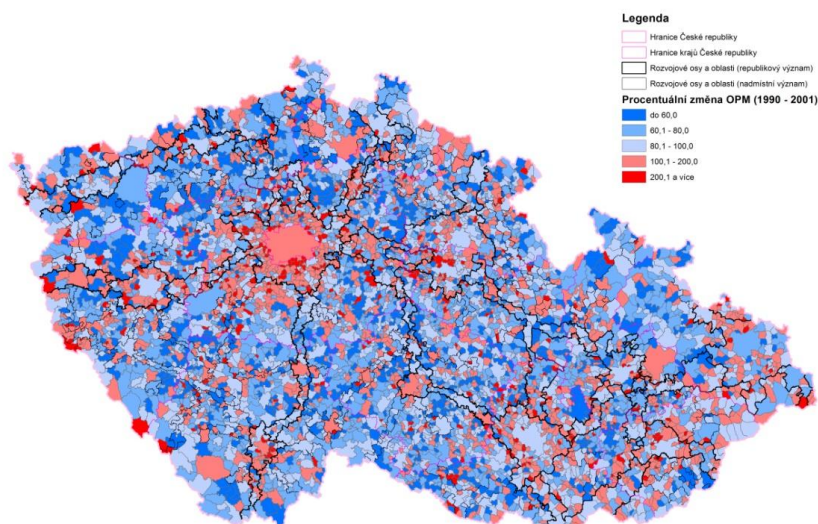 Legenda
Hranice České republiky
Hranice krajů České republiky
Rozvojové osy a oblasti (republikový význam)
Rozvojové osy a oblasti (nadmístní význam)
Procentuální změna OPM (1990 - 2001)
do 60,0
60,1 - 80,0
80,1 - 100,0
100,1 - 200,0
200,1 a více